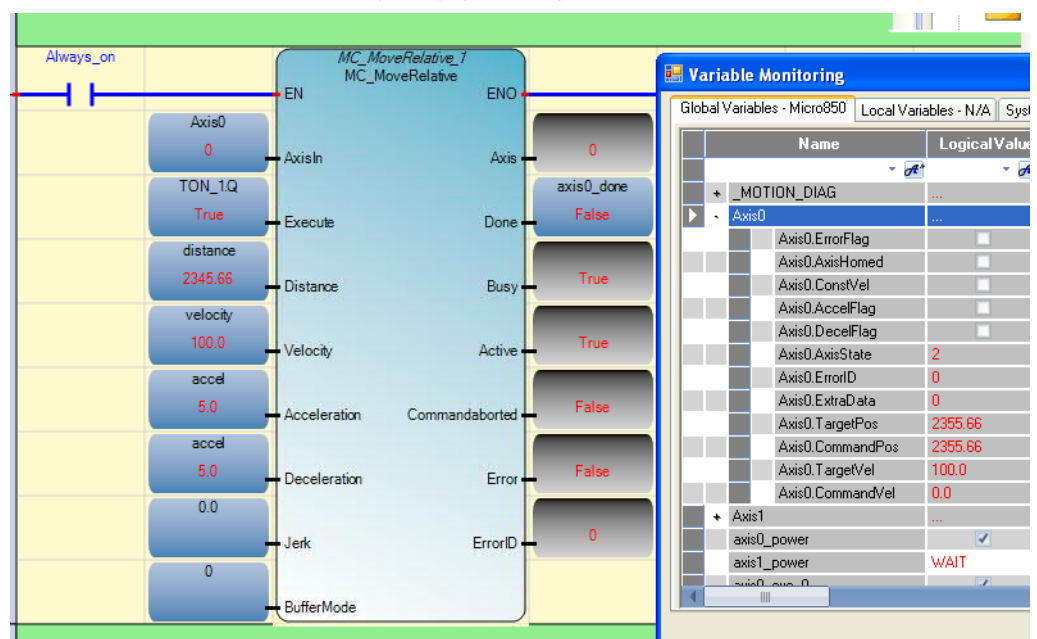 Always_on
MC_MoveRelative_1
MC_MoveRelative
EN ENO
Axis0
0 AxisIn Axis 0
TON_1.Q axis0_done
True Execute Done False
distance
2345.66 Distance Busy True
velocity
100.0 Velocity Active True
accel
5.0 Acceleration Commandaborted False
accel
5.0 Deceleration Error False
0.0
Jerk ErrorID 0
0
BufferMode
Variable Monitoring
Global Variables - Micro850 Local Variables - N/A Syst
Name Logical Value
+ _MOTION_DIAG ...
- Axis0 ...
Axis0.ErrorFlag
Axis0.AxisHomed
Axis0.ConstVel
Axis0.AccelFlag
Axis0.DecelFlag
Axis0.AxisState 2
Axis0.ErrorID 0
Axis0.ExtraData 0
Axis0.TargetPos 2355.66
Axis0.CommandPos 2355.66
Axis0.TargetVel 100.0
Axis0.CommandVel 0.0
+ Axis1 ...
axis0_power
axis1_power WAIT